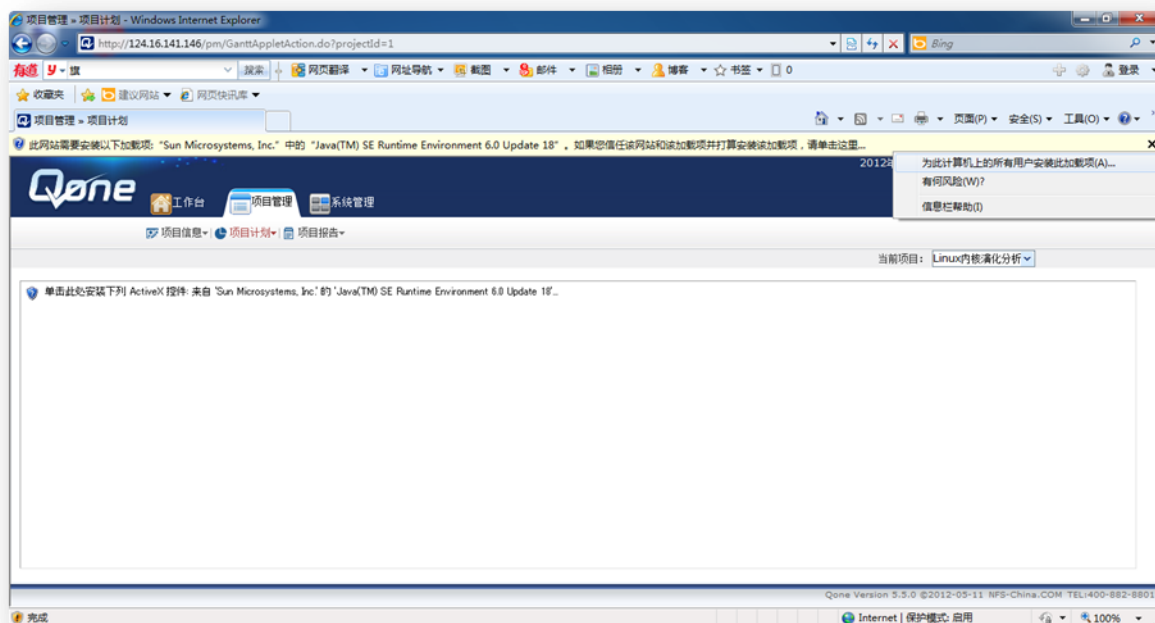 项目管理 » 项目计划 - Windows Internet Explorer
http://124.16.141.146/pm/GanttAppletAction.do?projectId=1
Bing
有道 旗 搜索 网页翻译 网址导航 截图 邮件 相册 博客 书签 0 登录
收藏夹 建议网站 网页快讯库
项目管理 » 项目计划
页面(P) 安全(S) 工具(O)
此网站需要安装以下加载项: “Sun Microsystems, Inc.” 中的 “Java(TM) SE Runtime Environment 6.0 Update 18” 。如果您信任该网站和该加载项并打算安装该加载项，请单击这里...
2012年
为此计算机上的所有用户安装此加载项(A)...
有何风险(W)?
信息栏帮助(I)
Qone
工作台 项目管理 系统管理
项目信息 项目计划 项目报告
当前项目: Linux内核演化分析
单击此处安装下列 ActiveX 控件: 来自 'Sun Microsystems, Inc.' 的 'Java(TM) SE Runtime Environment 6.0 Update 18'...
Qone Version 5.5.0 ©2012-05-11 NFS-China.COM TEL:400-882-8801
完成
Internet | 保护模式: 启用
100%